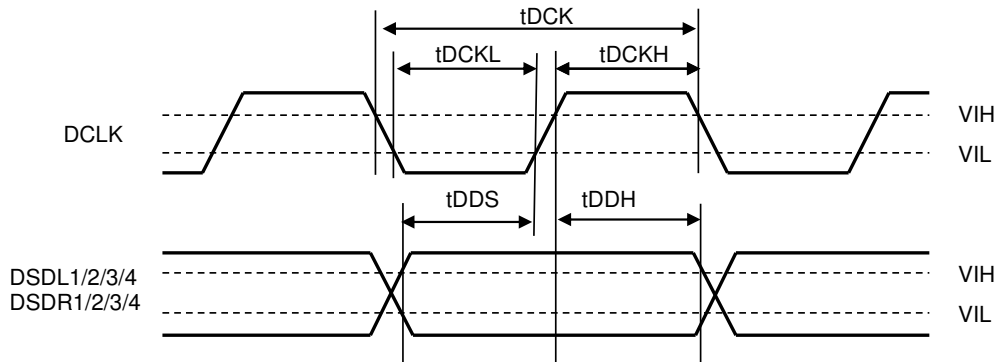 tDCK
tDCKL
tDCKH
DCLK
VIH
VIL
tDDS
tDDH
DSDL1/2/3/4
DSDR1/2/3/4
VIH
VIL